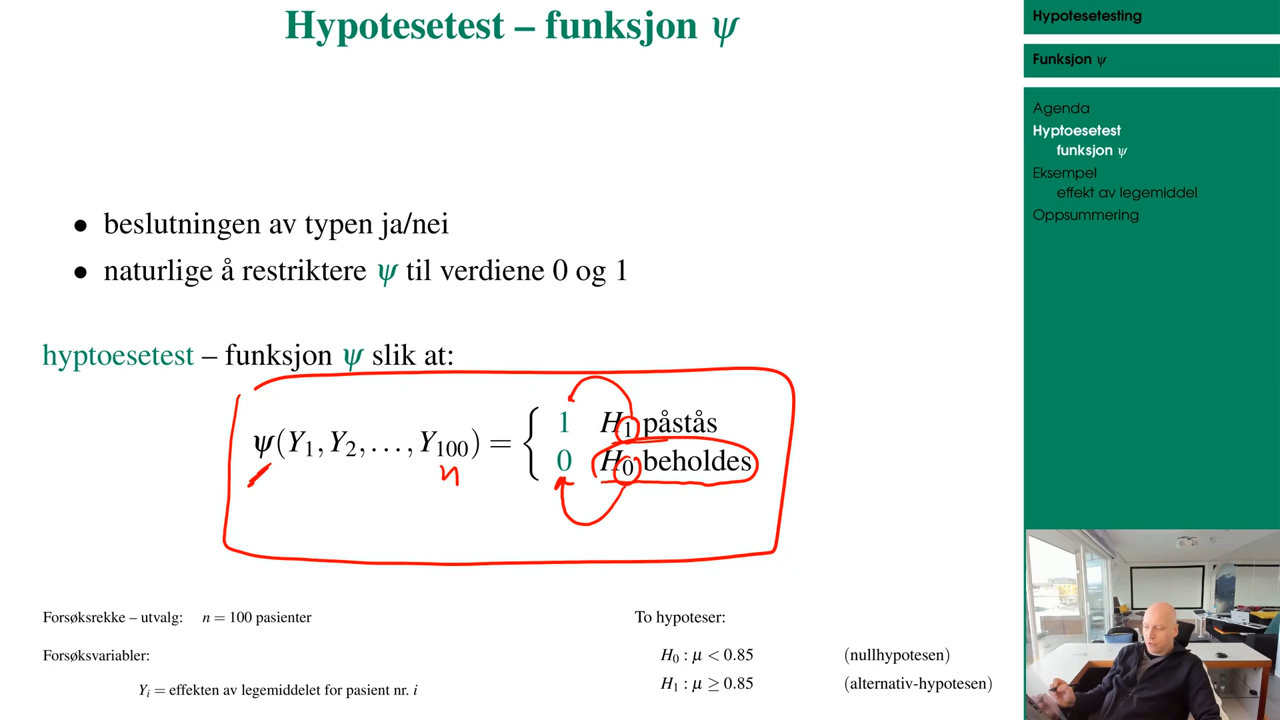 Hypotesetest – funksjon ψ
• beslutningen av typen ja/nei
• naturlige å restriktere ψ til verdiene 0 og 1
hyptoesetest – funksjon ψ slik at:
ψ(Y₁, Y₂, . . . , Y₁₀₀) = { 1 H₁ påstås
0 H₀ beholdes
n
Forsøksrekke – utvalg: n = 100 pasienter
Forsøksvariabler:
Yᵢ = effekten av legemiddelet for pasient nr. i
To hypoteser:
H₀ : μ < 0.85 (nullhypotesen)
H₁ : μ ≥ 0.85 (alternativ-hypotesen)
Hypotesetesting
Funksjon ψ
Agenda
Hyptoesetest
funksjon ψ
Eksempel
effekt av legemiddel
Oppsummering